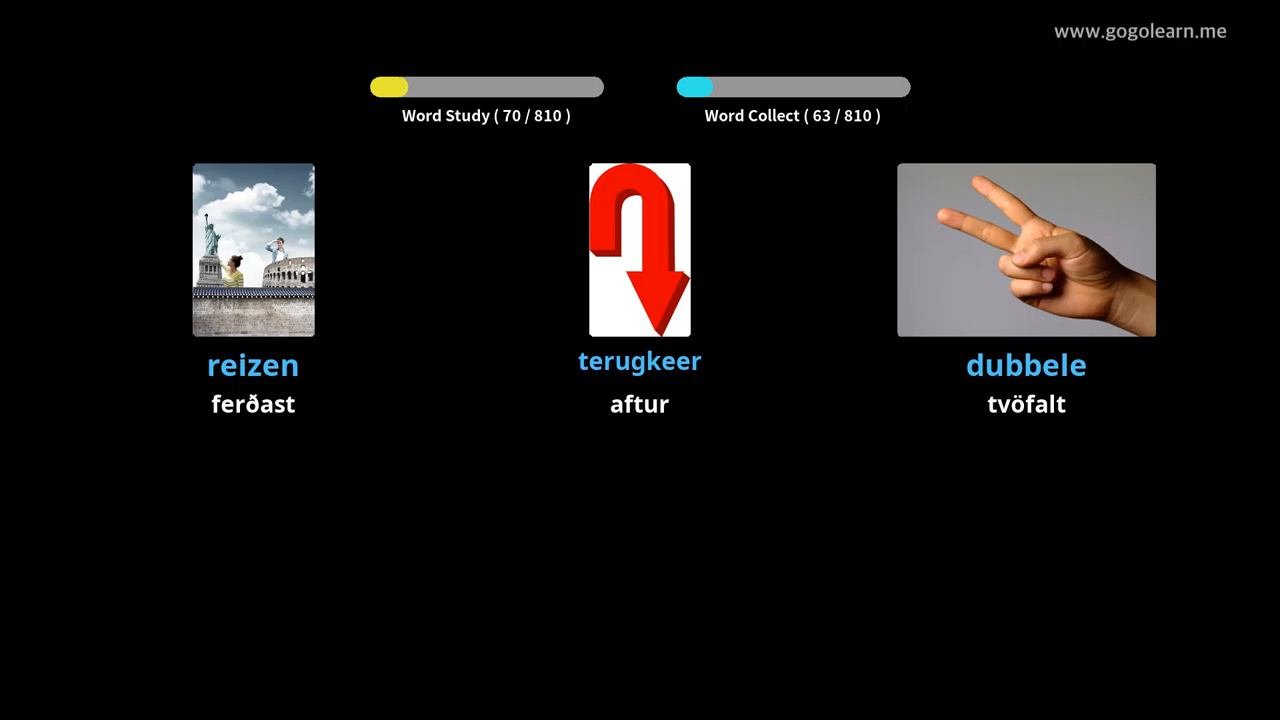 www.gogolearn.me
Word Study ( 70 / 810 )
Word Collect ( 63 / 810 )
reizen
ferðast
terugkeer
aftur
dubbele
tvöfalt